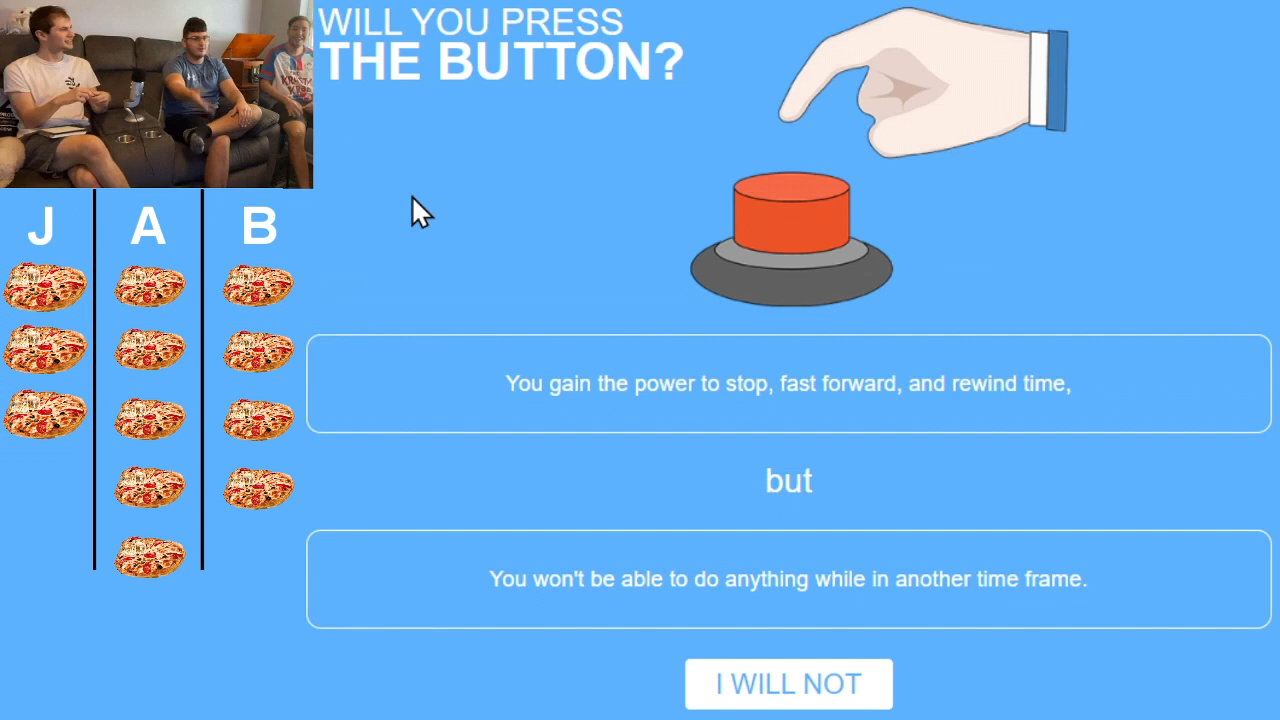 WILL YOU PRESS
THE BUTTON?
J A B
You gain the power to stop, fast forward, and rewind time,
but
You won't be able to do anything while in another time frame.
I WILL NOT